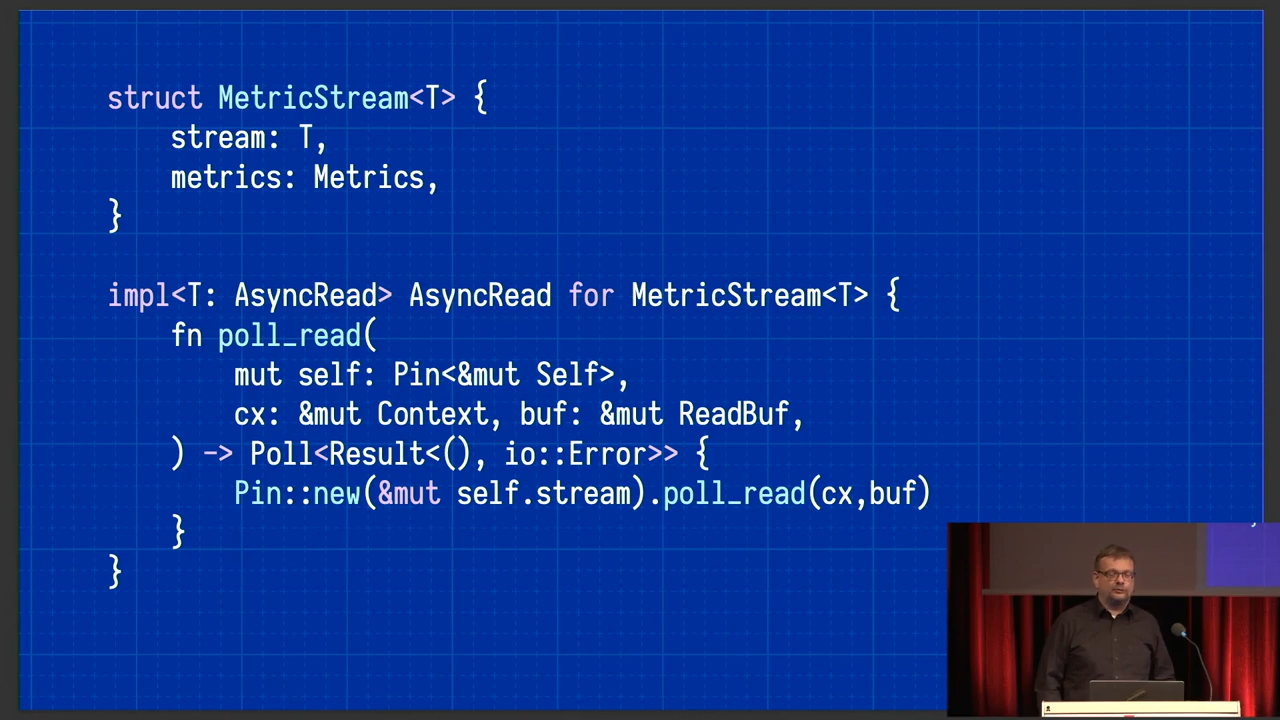 struct MetricStream<T> {
stream: T,
metrics: Metrics,
}
impl<T: AsyncRead> AsyncRead for MetricStream<T> {
fn poll_read(
mut self: Pin<&mut Self>,
cx: &mut Context, buf: &mut ReadBuf,
) -> Poll<Result<(), io::Error>> {
Pin::new(&mut self.stream).poll_read(cx,buf)
}
}